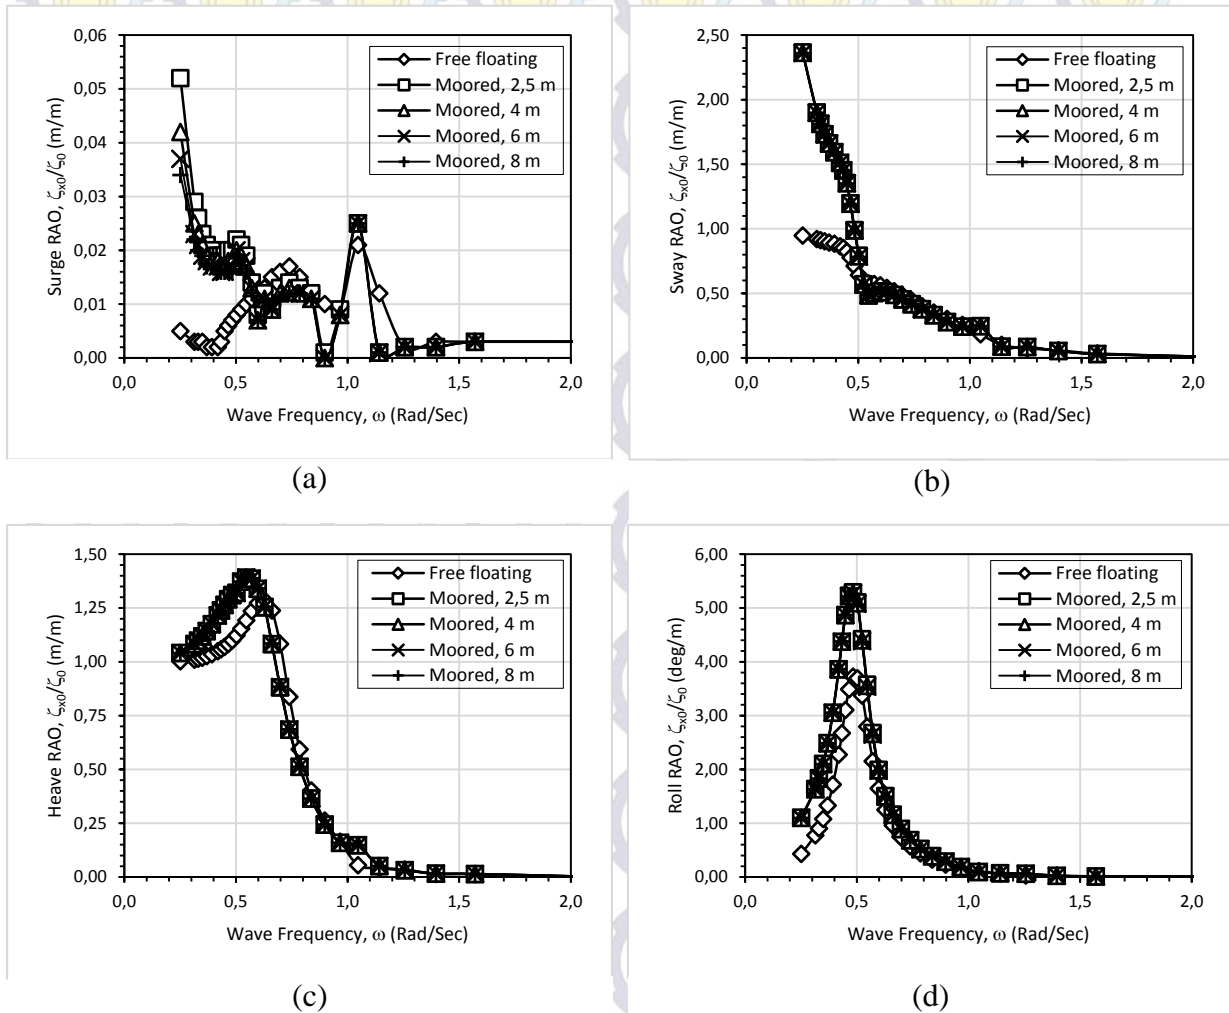 0,06
0,05
0,04
0,03
0,02
0,01
0,00
0,0 0,5 1,0 1,5 2,0
Surge RAO, ζx0/ζ0 (m/m)
Wave Frequency, ω (Rad/Sec)
Free floating
Moored, 2,5 m
Moored, 4 m
Moored, 6 m
Moored, 8 m
(a)
2,50
2,00
1,50
1,00
0,50
0,00
0,0 0,5 1,0 1,5 2,0
Sway RAO, ζx0/ζ0 (m/m)
Wave Frequency, ω (Rad/Sec)
Free floating
Moored, 2,5 m
Moored, 4 m
Moored, 6 m
Moored, 8 m
(b)
1,50
1,25
1,00
0,75
0,50
0,25
0,00
0,0 0,5 1,0 1,5 2,0
Heave RAO, ζx0/ζ0 (m/m)
Wave Frequency, ω (Rad/Sec)
Free floating
Moored, 2,5 m
Moored, 4 m
Moored, 6 m
Moored, 8 m
(c)
6,00
5,00
4,00
3,00
2,00
1,00
0,00
0,0 0,5 1,0 1,5 2,0
Roll RAO, ζx0/ζ0 (deg/m)
Wave Frequency, ω (Rad/Sec)
Free floating
Moored, 2,5 m
Moored, 4 m
Moored, 6 m
Moored, 8 m
(d)